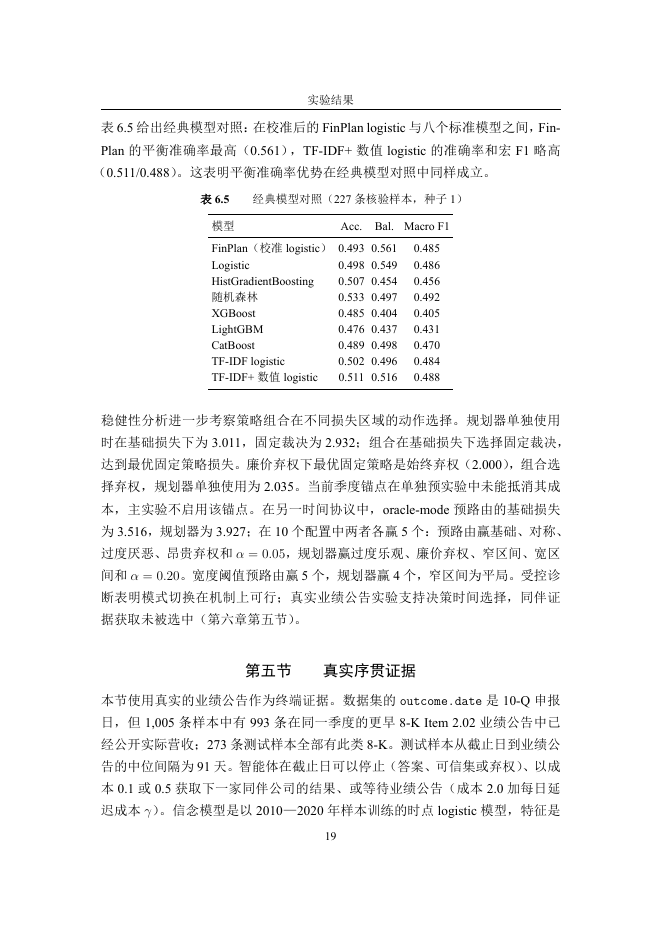 实验结果
表 6.5 给出经典模型对照：在校准后的 FinPlan logistic 与八个标准模型之间，Fin-
Plan 的平衡准确率最高（0.561），TF-IDF+ 数值 logistic 的准确率和宏 F1 略高
（0.511/0.488）。这表明平衡准确率优势在经典模型对照中同样成立。
表 6.5 经典模型对照（227 条核验样本，种子 1）
模型 Acc. Bal. Macro F1
FinPlan（校准 logistic） 0.493 0.561 0.485
Logistic 0.498 0.549 0.486
HistGradientBoosting 0.507 0.454 0.456
随机森林 0.533 0.497 0.492
XGBoost 0.485 0.404 0.405
LightGBM 0.476 0.437 0.431
CatBoost 0.489 0.498 0.470
TF-IDF logistic 0.502 0.496 0.484
TF-IDF+ 数值 logistic 0.511 0.516 0.488
稳健性分析进一步考察策略组合在不同损失区域的动作选择。规划器单独使用
时在基础损失下为 3.011，固定裁决为 2.932；组合在基础损失下选择固定裁决，
达到最优固定策略损失。廉价弃权下最优固定策略是始终弃权（2.000），组合选
择弃权，规划器单独使用为 2.035。当前季度锚点在单独预实验中未能抵消其成
本，主实验不启用该锚点。在另一时间协议中，oracle-mode 预路由的基础损失
为 3.516，规划器为 3.927；在 10 个配置中两者各赢 5 个：预路由赢基础、对称、
过度厌恶、昂贵弃权和 α = 0.05，规划器赢过度乐观、廉价弃权、窄区间、宽区
间和 α = 0.20。宽度阈值预路由赢 5 个，规划器赢 4 个，窄区间为平局。受控诊
断表明模式切换在机制上可行；真实业绩公告实验支持决策时间选择，同伴证
据获取未被选中（第六章第五节）。
第五节 真实序贯证据
本节使用真实的业绩公告作为终端证据。数据集的 outcome.date 是 10-Q 申报
日，但 1,005 条样本中有 993 条在同一季度的更早 8-K Item 2.02 业绩公告中已
经公开实际营收；273 条测试样本全部有此类 8-K。测试样本从截止日到业绩公
告的中位间隔为 91 天。智能体在截止日可以停止（答案、可信集或弃权）、以成
本 0.1 或 0.5 获取下一家同伴公司的结果、或等待业绩公告（成本 2.0 加每日延
迟成本 γ）。信念模型是以 2010—2020 年样本训练的时点 logistic 模型，特征是
19